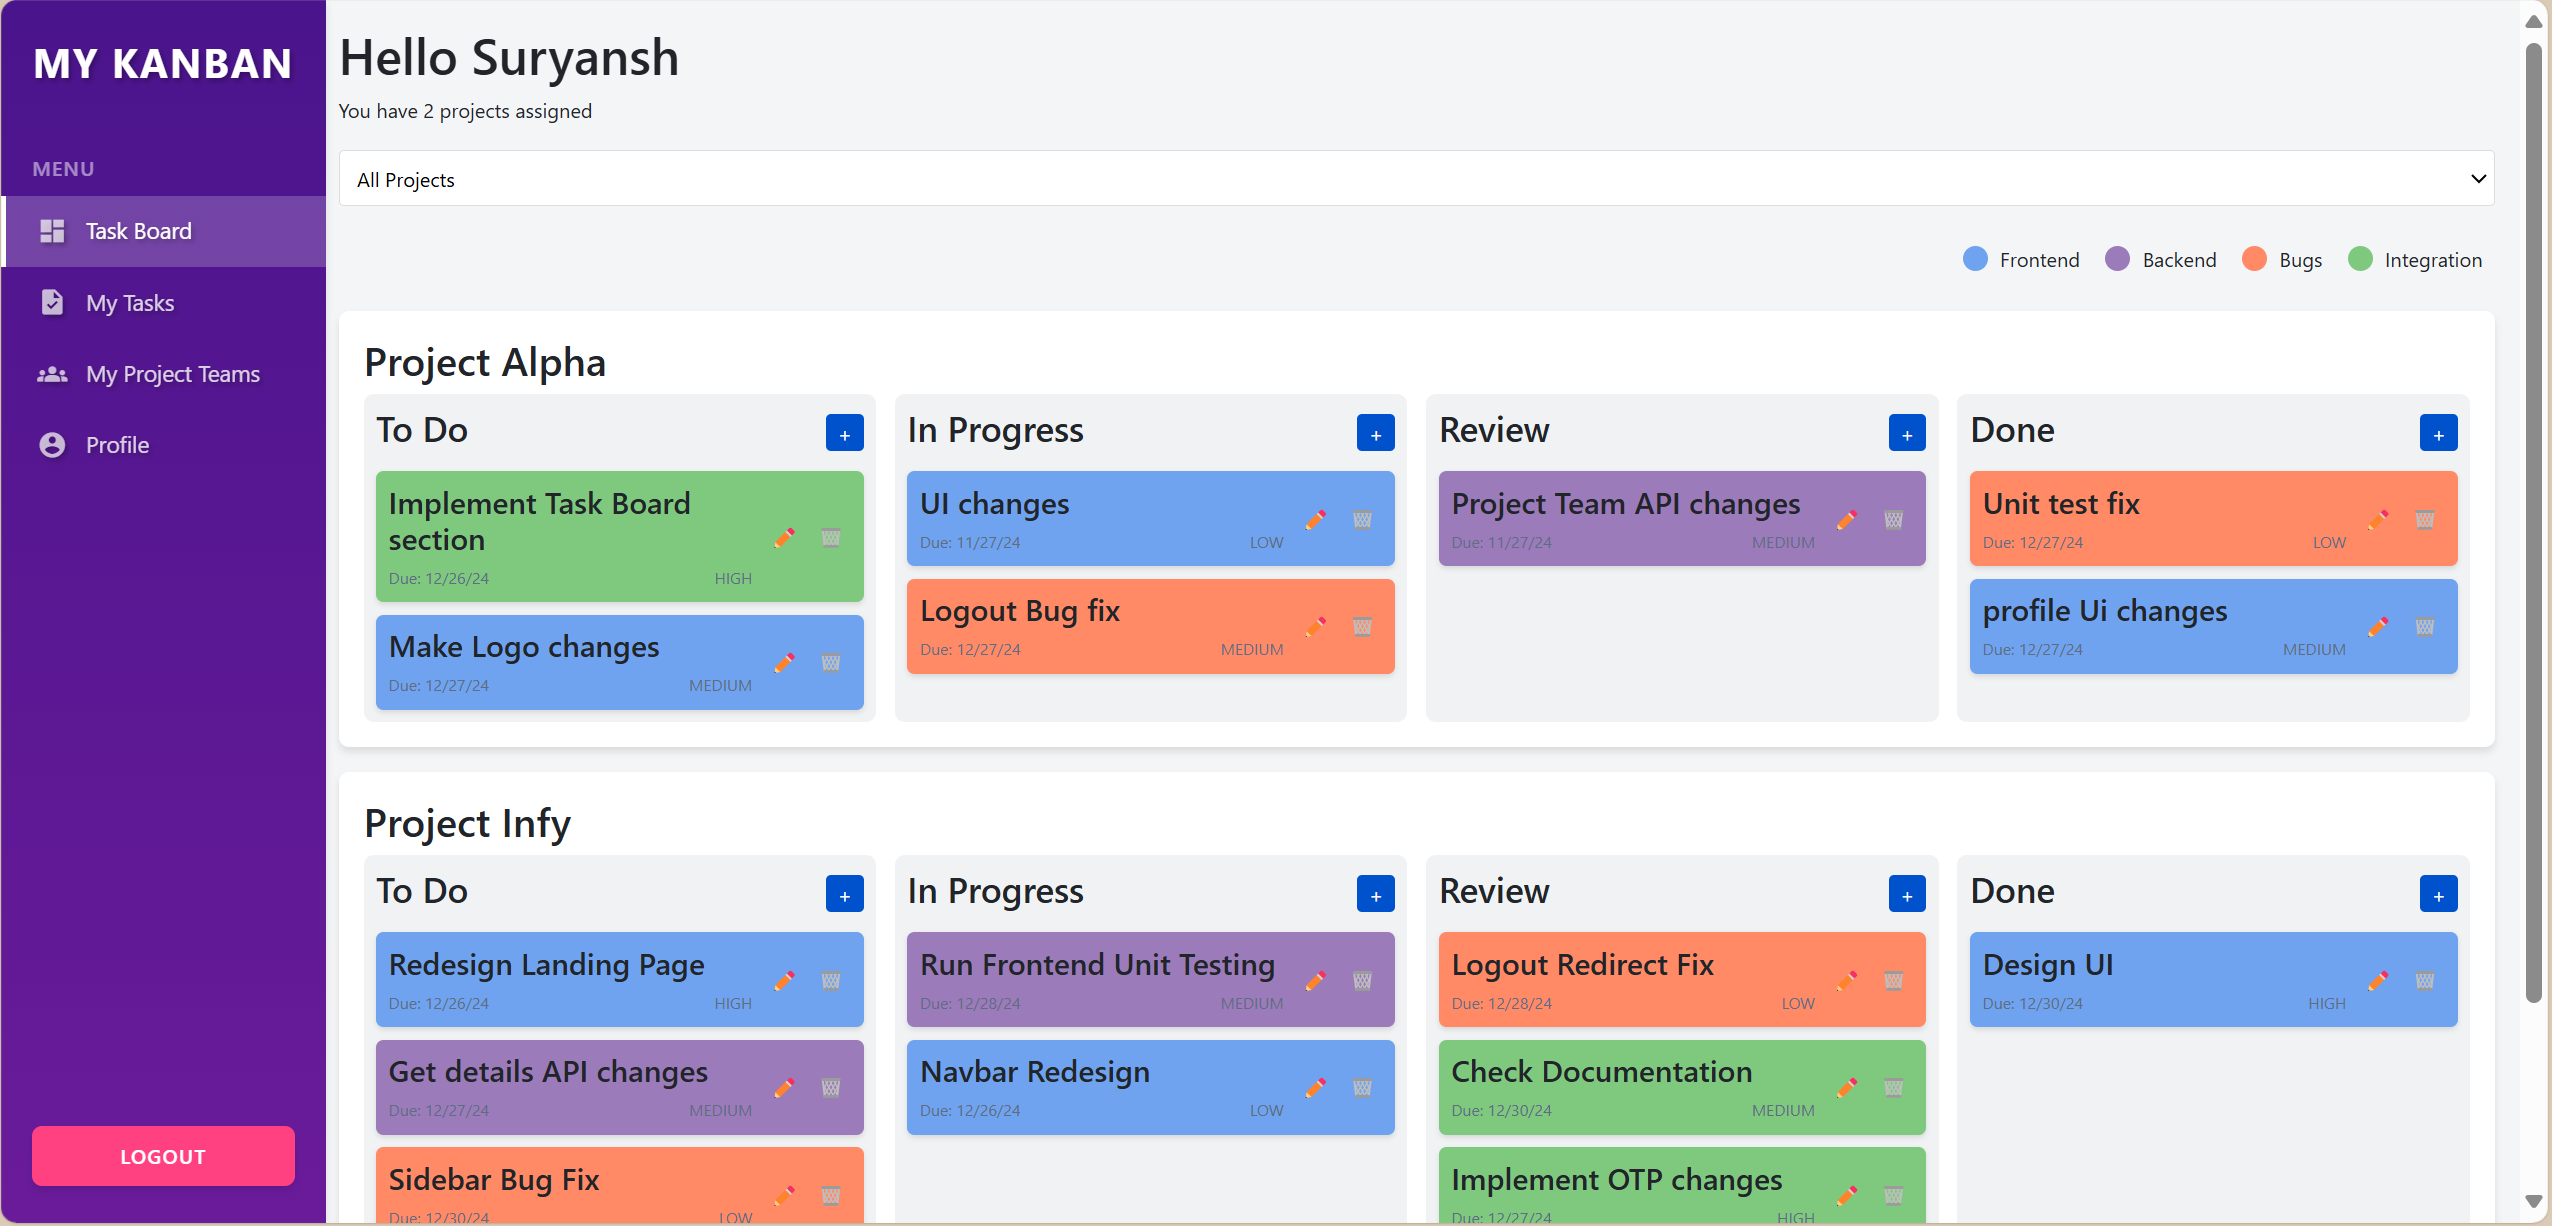 MY KANBAN
MENU
Task Board
My Tasks
My Project Teams
Profile
LOGOUT
Hello Suryansh
You have 2 projects assigned
All Projects
Frontend
Backend
Bugs
Integration
Project Alpha
To Do
+
Implement Task Board
section
Due: 12/26/24
HIGH
Make Logo changes
Due: 12/27/24
MEDIUM
In Progress
+
UI changes
Due: 11/27/24
LOW
Logout Bug fix
Due: 12/27/24
MEDIUM
Review
+
Project Team API changes
Due: 11/27/24
MEDIUM
Done
+
Unit test fix
Due: 12/27/24
LOW
profile Ui changes
Due: 12/27/24
MEDIUM
Project Infy
To Do
+
Redesign Landing Page
Due: 12/26/24
HIGH
Get details API changes
Due: 12/27/24
MEDIUM
Sidebar Bug Fix
Due: 12/30/24
LOW
In Progress
+
Run Frontend Unit Testing
Due: 12/28/24
MEDIUM
Navbar Redesign
Due: 12/26/24
LOW
Review
+
Logout Redirect Fix
Due: 12/28/24
LOW
Check Documentation
Due: 12/30/24
MEDIUM
Implement OTP changes
Due: 12/27/24
HIGH
Done
+
Design UI
Due: 12/30/24
HIGH